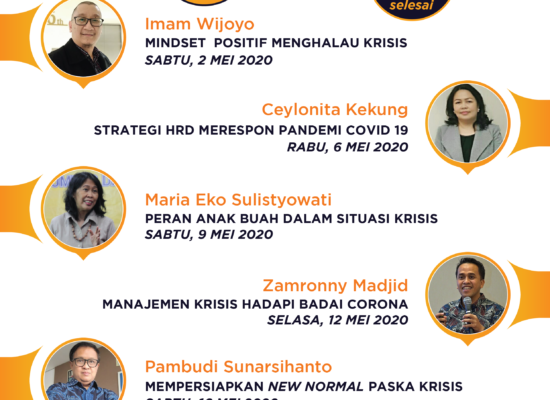 selesai
Imam Wijoyo
MINDSET POSITIF MENGHALAU KRISIS
SABTU, 2 MEI 2020
Ceylonita Kekung
STRATEGI HRD MERESPON PANDEMI COVID 19
RABU, 6 MEI 2020
Maria Eko Sulistyowati
PERAN ANAK BUAH DALAM SITUASI KRISIS
SABTU, 9 MEI 2020
Zamronny Madjid
MANAJEMEN KRISIS HADAPI BADAI CORONA
SELASA, 12 MEI 2020
Pambudi Sunarsihanto
MEMPERSIAPKAN NEW NORMAL PASKA KRISIS